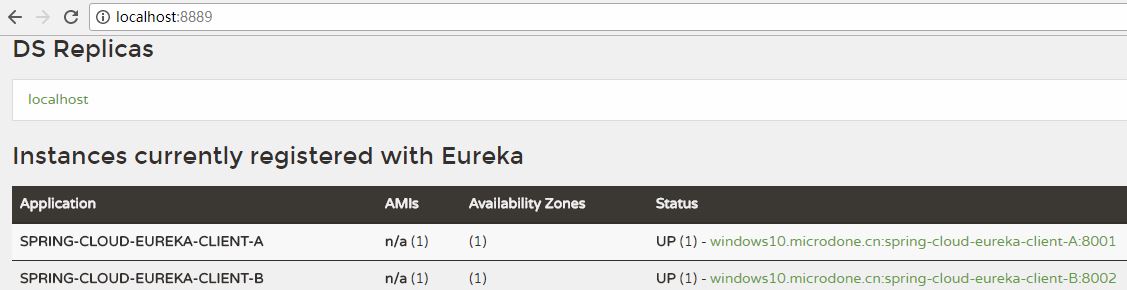 localhost:8889
DS Replicas
localhost
Instances currently registered with Eureka
Application AMIs Availability Zones Status
SPRING-CLOUD-EUREKA-CLIENT-A n/a (1) (1) UP (1) - windows10.microdone.cn:spring-cloud-eureka-client-A:8001
SPRING-CLOUD-EUREKA-CLIENT-B n/a (1) (1) UP (1) - windows10.microdone.cn:spring-cloud-eureka-client-B:8002